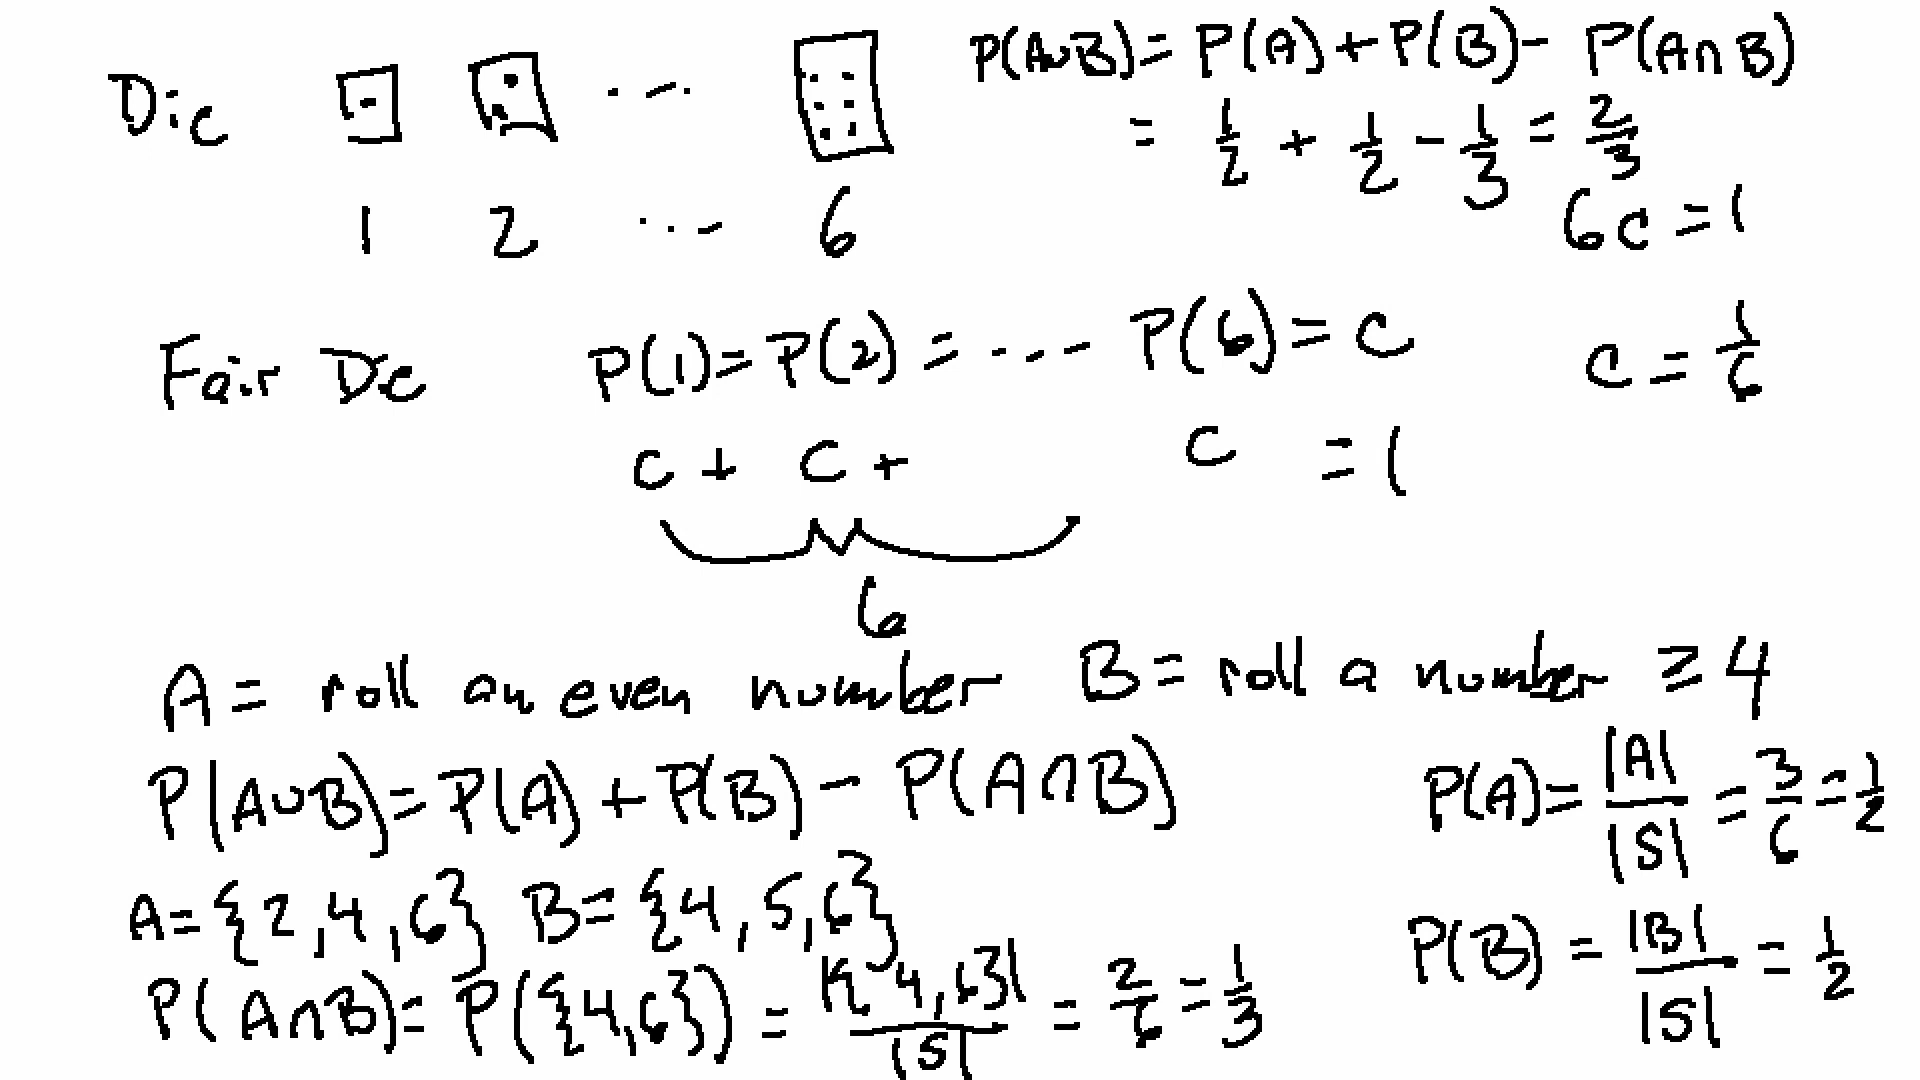 Die
1 2 ... 6
P(A∪B) = P(A) + P(B) - P(A∩B)
= 1/2 + 1/2 - 1/3 = 2/3
6c = 1
Fair Die P(1) = P(2) = --- P(6) = c
c = 1/6
c + c + c = 1
6
A = roll an even number B = roll a number ≥ 4
P(A∪B) = P(A) + P(B) - P(A∩B)
P(A) = |A|/|S| = 3/6 = 1/2
A = {2,4,6} B = {4,5,6}
P(B) = |B|/|S| = 1/2
P(A∩B) = P({4,6}) = |{4,6}|/|S| = 2/6 = 1/3